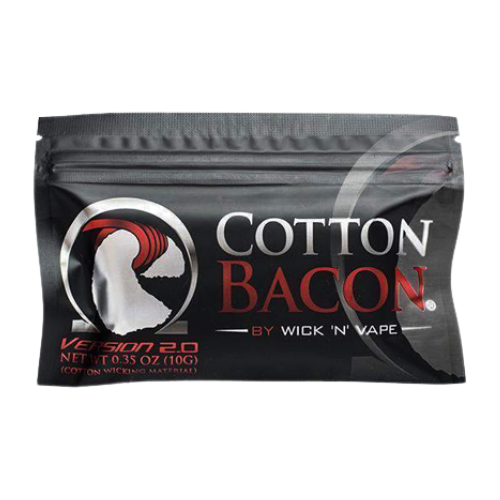 COTTON
BACON®
BY WICK 'N' VAPE
VERSION 2.0
NET WT 0.35 OZ (10G)
(COTTON WICKING MATERIAL)